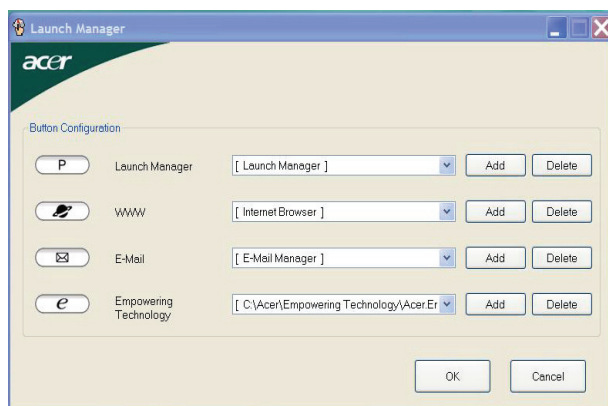 Launch Manager
acer
Button Configuration
P Launch Manager [ Launch Manager ] Add Delete
WWW [ Internet Browser ] Add Delete
E-Mail [ E-Mail Manager ] Add Delete
e Empowering Technology [ C:\Acer\Empowering Technology\Acer.Er Add Delete
OK Cancel